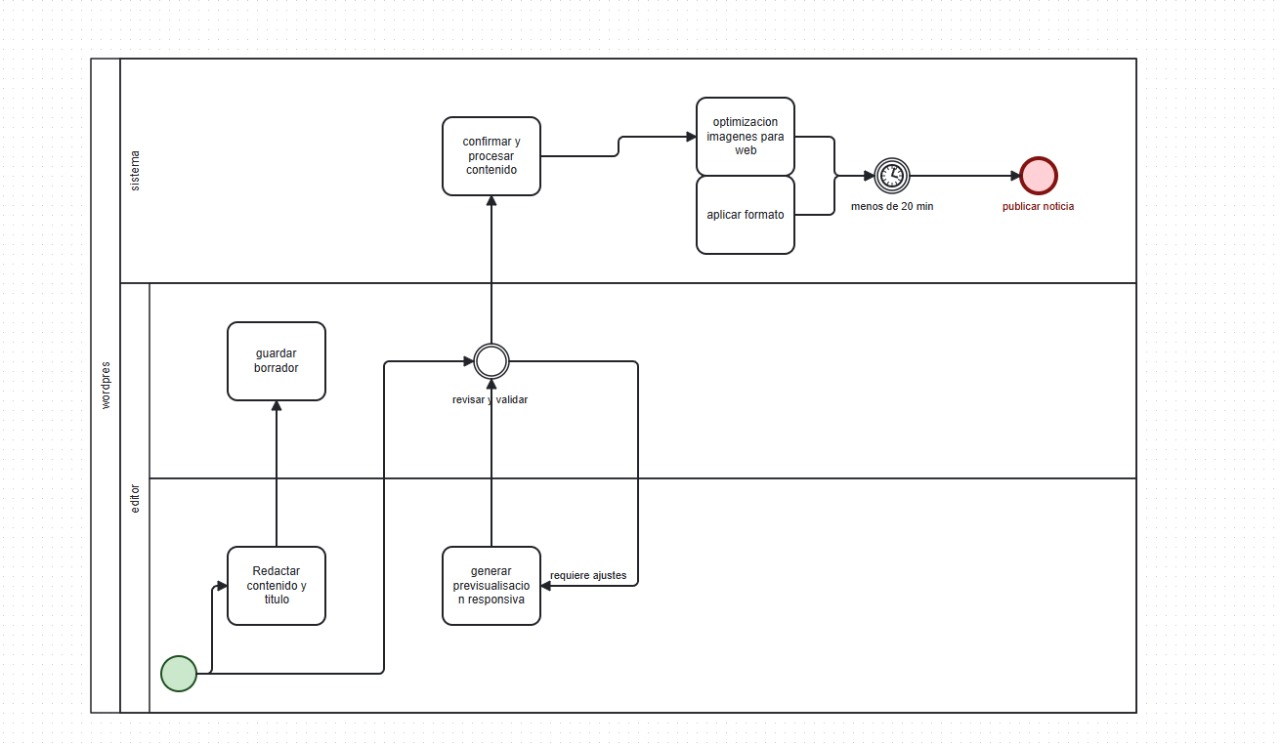 wordpres
sistema
confirmar y
procesar
contenido
optimizacion
imagenes para
web
aplicar formato
menos de 20 min
publicar noticia
editor
guardar
borrador
revisar y validar
Redactar
contenido y
titulo
generar
previsualisacio
n responsiva
requiere ajustes